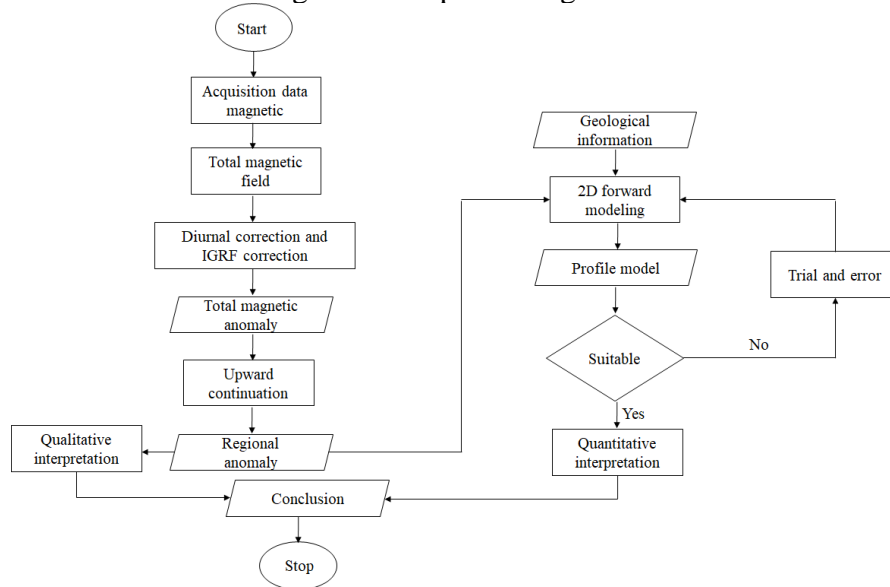 Start
Acquisition data
magnetic
Total magnetic
field
Diurnal correction and
IGRF correction
Total magnetic
anomaly
Upward
continuation
Regional
anomaly
Qualitative
interpretation
Geological
information
2D forward
modeling
Profile model
Trial and error
Suitable
No
Yes
Quantitative
interpretation
Conclusion
Stop